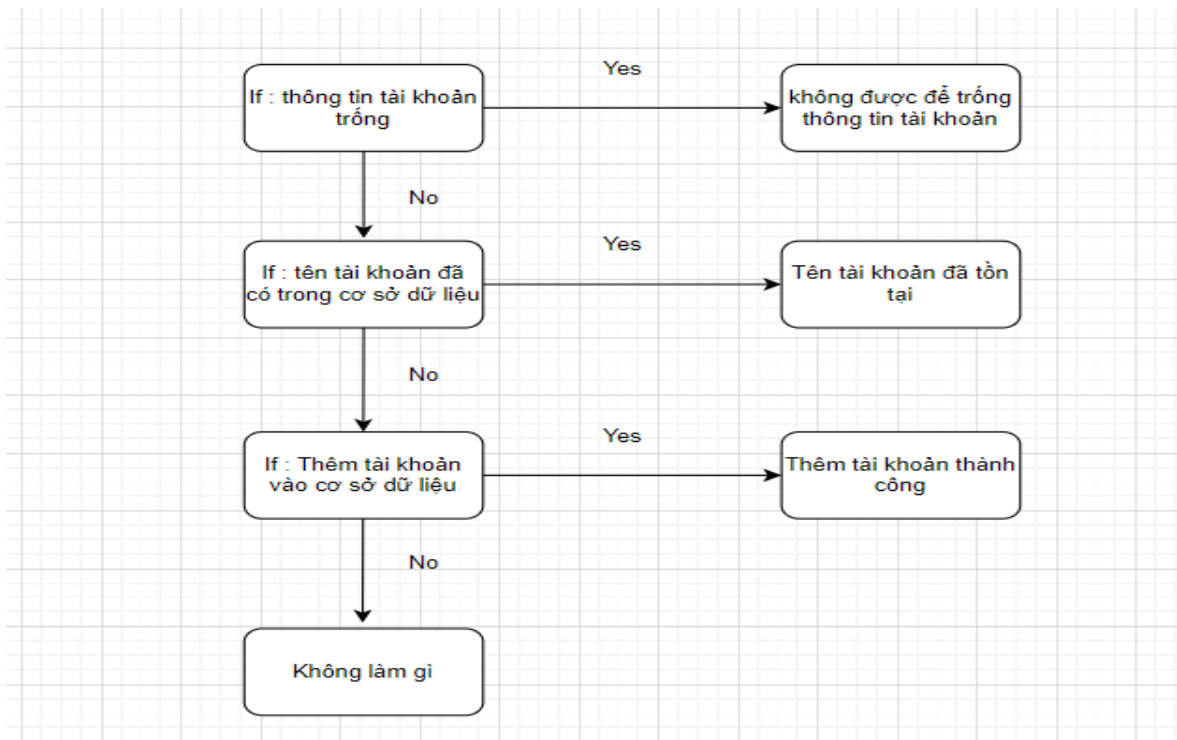 If : thông tin tài khoản
trống
Yes
không được để trống
thông tin tài khoản
No
If : tên tài khoản đã
có trong cơ sở dữ liệu
Yes
Tên tài khoản đã tồn
tại
No
If : Thêm tài khoản
vào cơ sở dữ liệu
Yes
Thêm tài khoản thành
công
No
Không làm gì